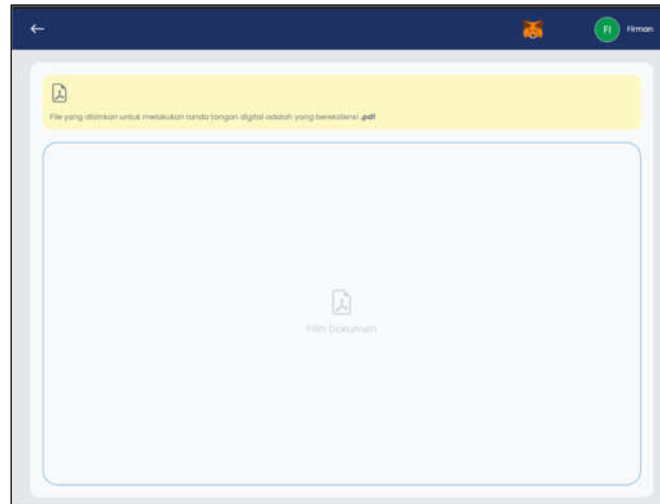 FI Firman
File yang diizinkan untuk melakukan tanda tangan digital adalah yang berekstensi .pdf
Pilih Dokumen